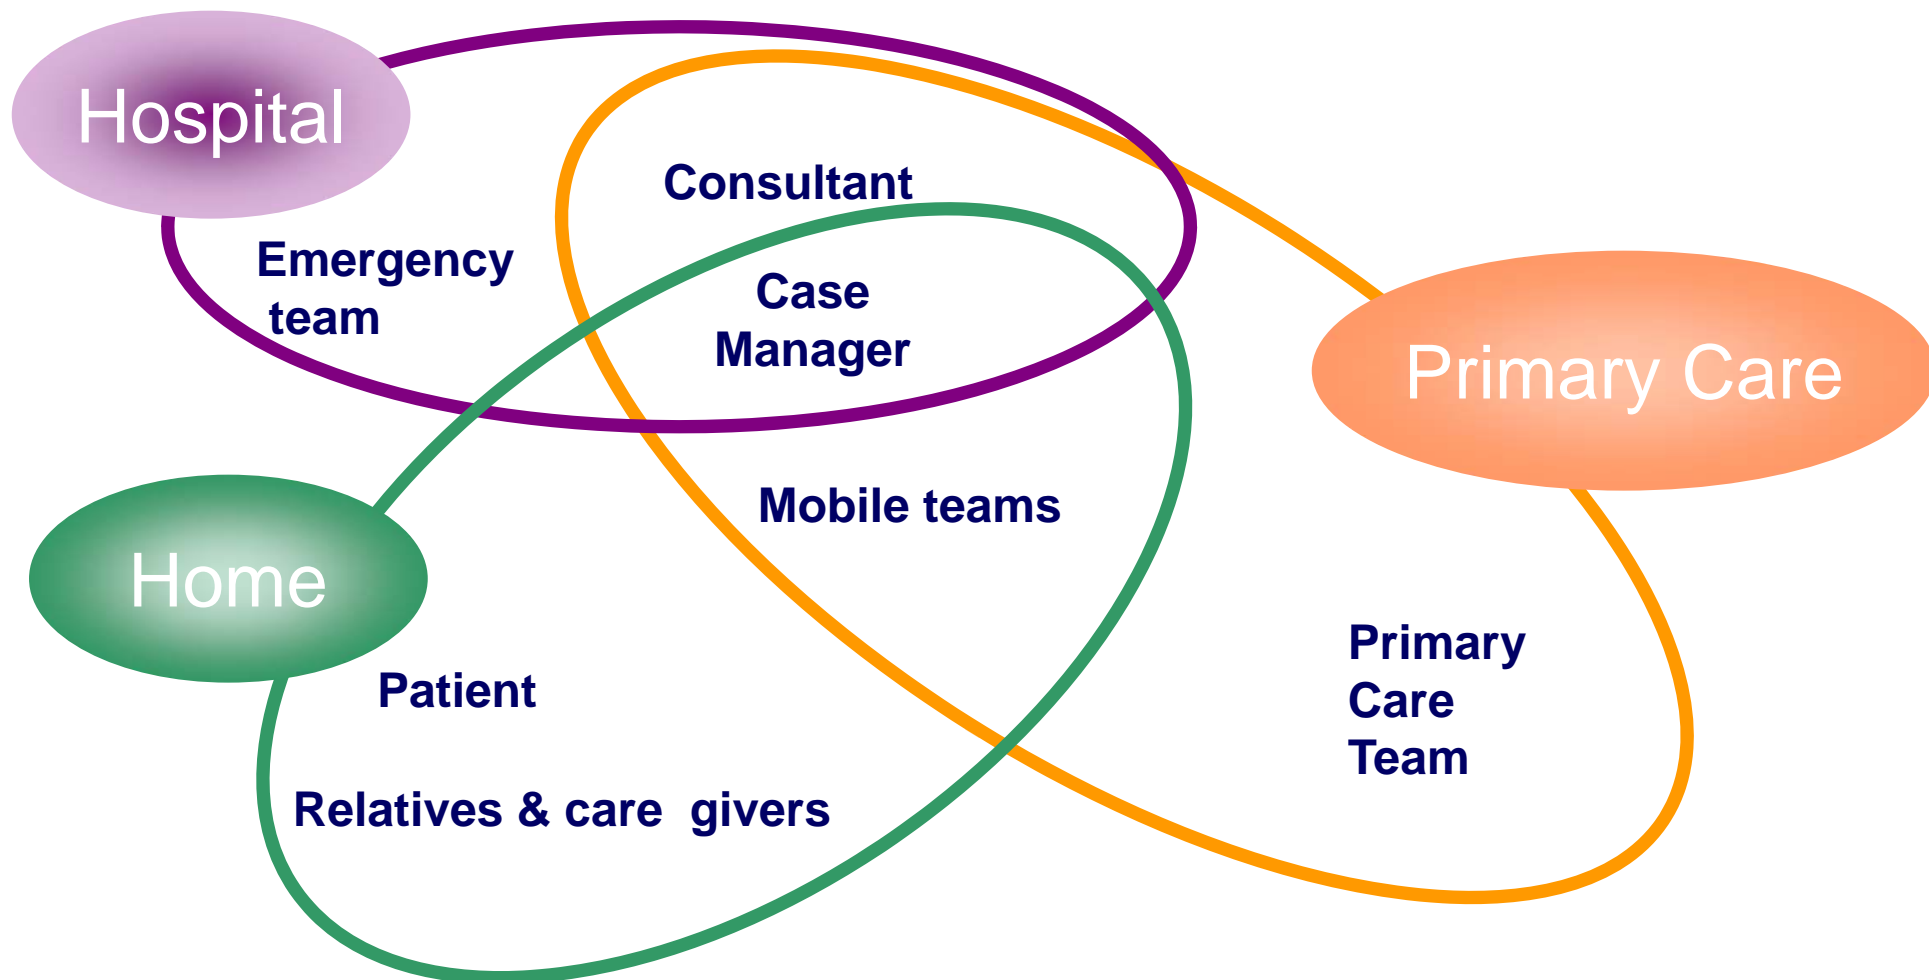 Hospital
Consultant
Emergency
team
Case
Manager
Primary Care
Mobile teams
Home
Primary
Care
Team
Patient
Relatives & care  givers